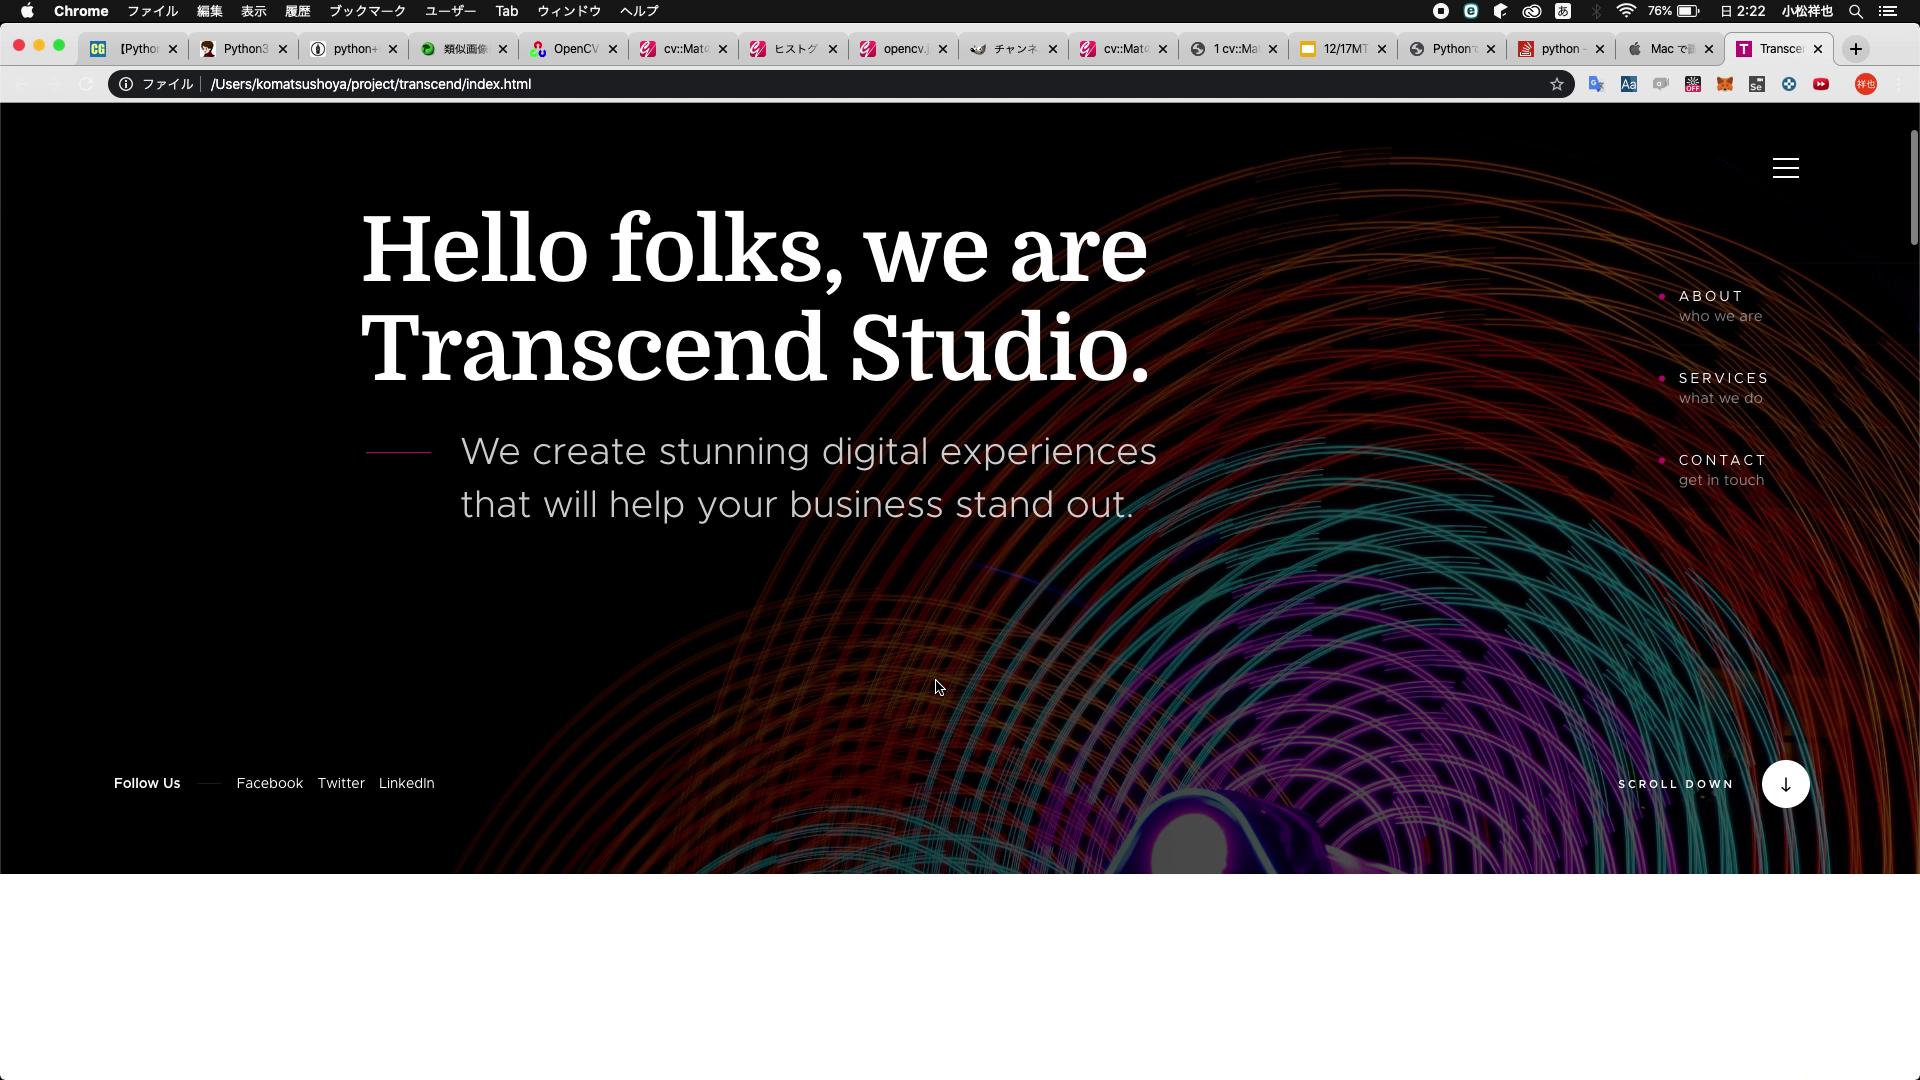 Chrome ファイル 編集 表示 履歴 ブックマーク ユーザー Tab ウィンドウ ヘルプ 76% 日 2:22 小松祥也
【Pytho Python3 python+ 類似画像 OpenCV cv::Mat ヒストグ opencv. チャンネ cv::Mat 1 cv::Ma 12/17MT Python python - Mac で Transce
ファイル /Users/komatsushoya/project/transcend/index.html
Hello folks, we are
Transcend Studio.
We create stunning digital experiences
that will help your business stand out.
ABOUT
who we are
SERVICES
what we do
CONTACT
get in touch
Follow Us Facebook Twitter LinkedIn
SCROLL DOWN